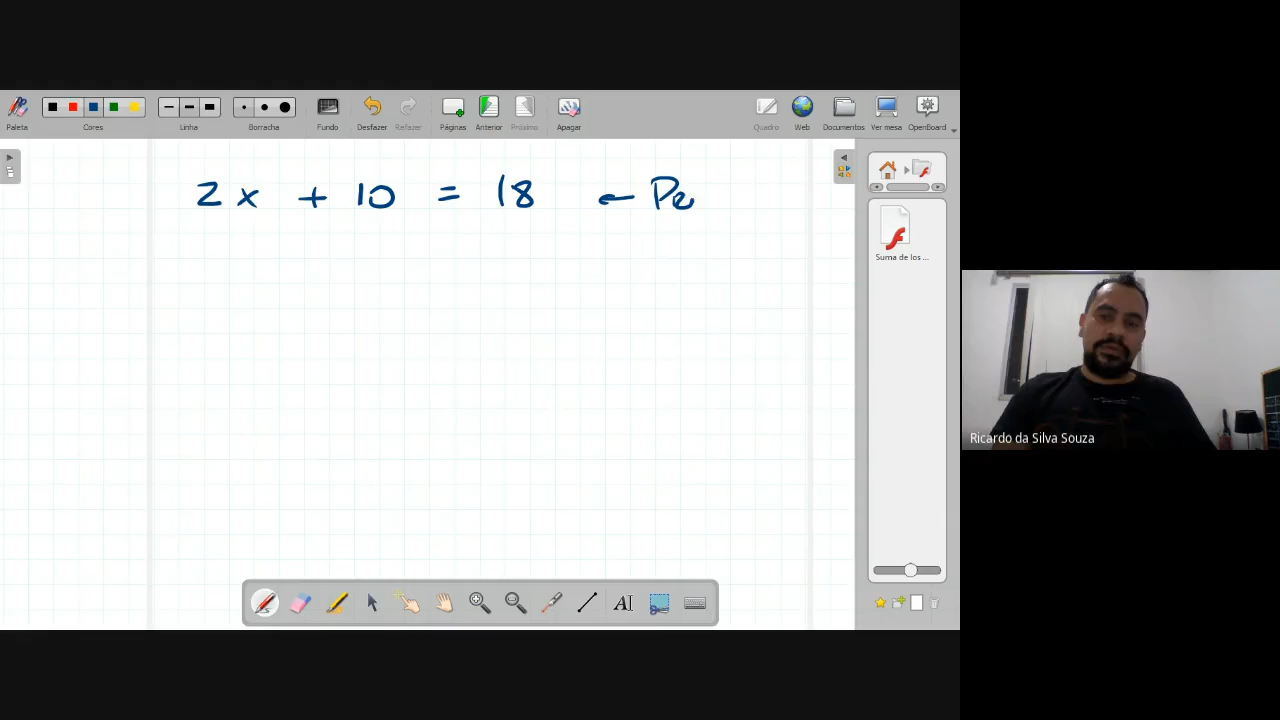 Paleta Cores Linha Borracha Fundo Desfazer Refazer Páginas Anterior Próximo Apagar Quadro Web Documentos Ver mesa OpenBoard
2x + 10 = 18 ← Pe
Suma de los ...
Ricardo da Silva Souza
AI